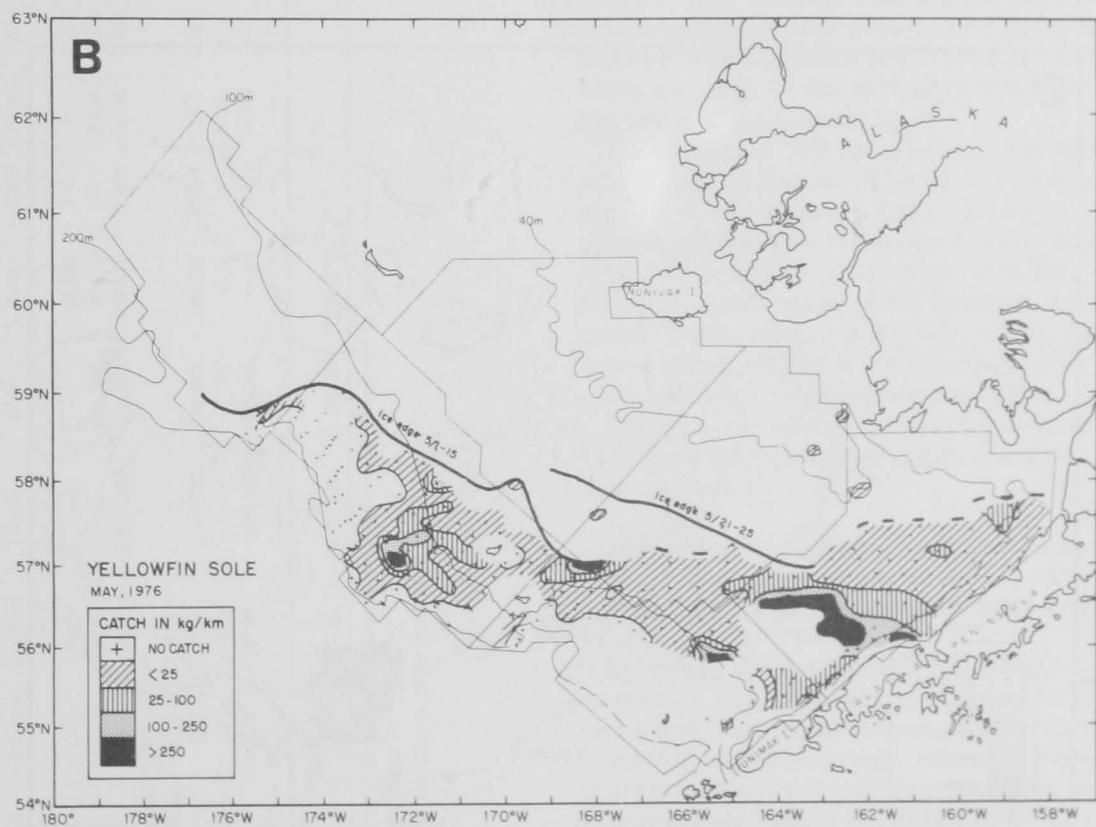 63°N
B
62°N
61°N
60°N
59°N
58°N
57°N
56°N
55°N
54°N
100m
200m
40m
ALASKA
NUNIVAK I.
Ice edge 5/1-15
Ice edge 5/21-25
PENINSULA
UNIMAK I.
YELLOWFIN SOLE
MAY, 1976
CATCH IN kg/km
+ NO CATCH
<25
25-100
100-250
>250
180° 178°W 176°W 174°W 172°W 170°W 168°W 166°W 164°W 162°W 160°W 158°W